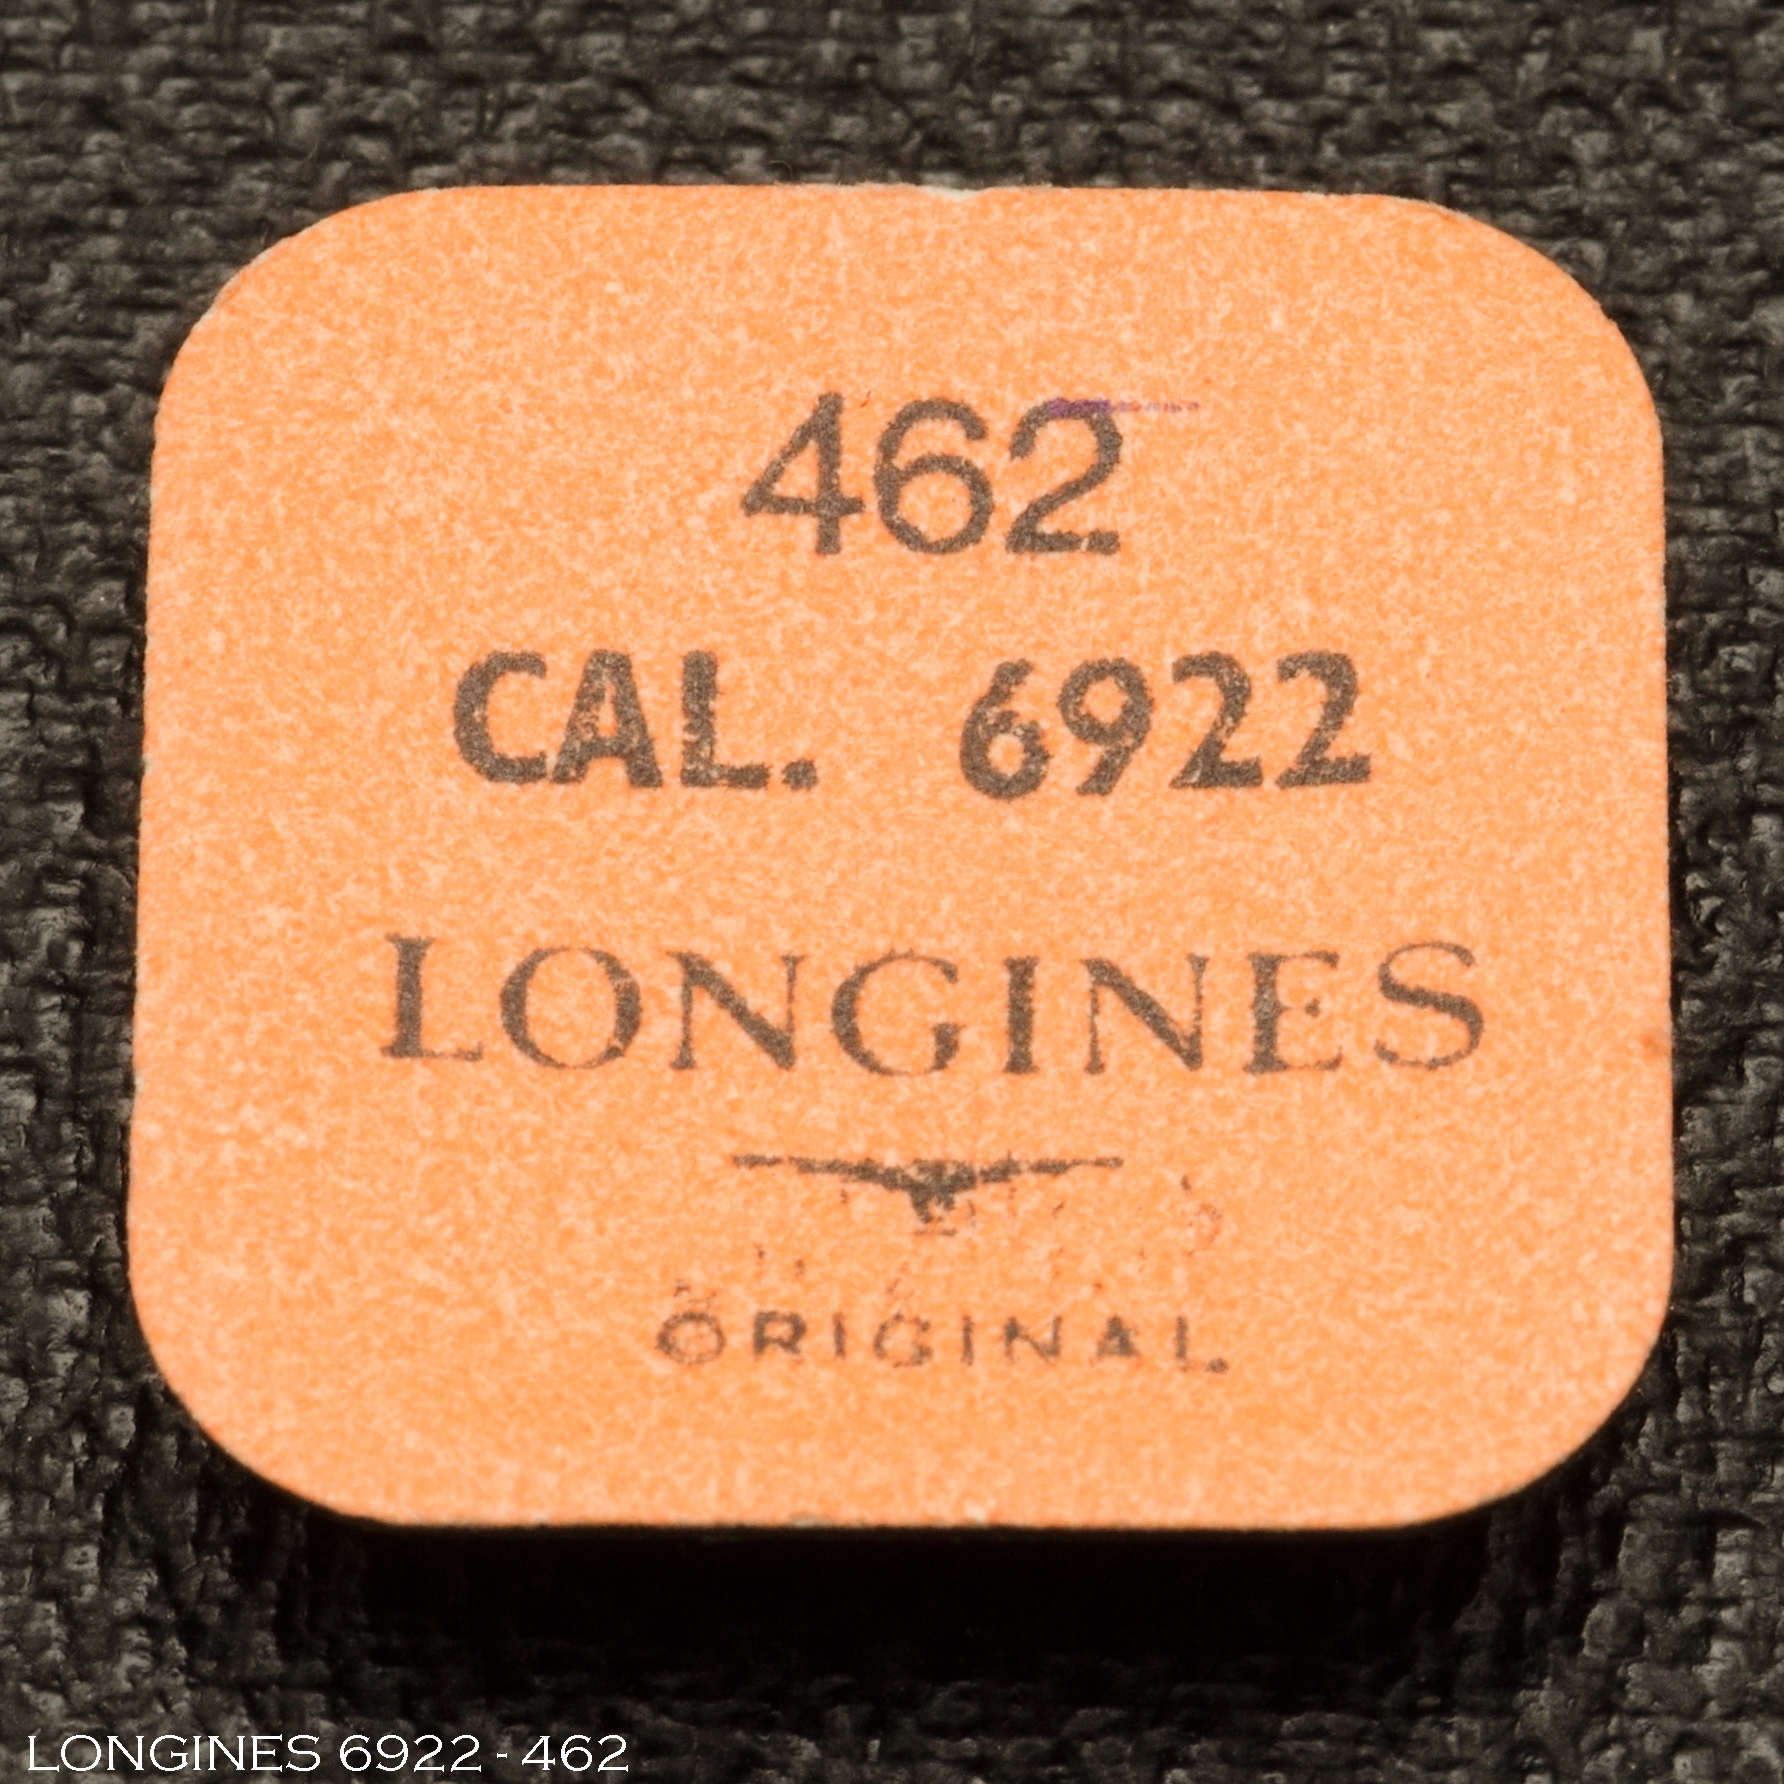 462
CAL. 6922
LONGINES
ORIGINAL
LONGINES 6922 - 462